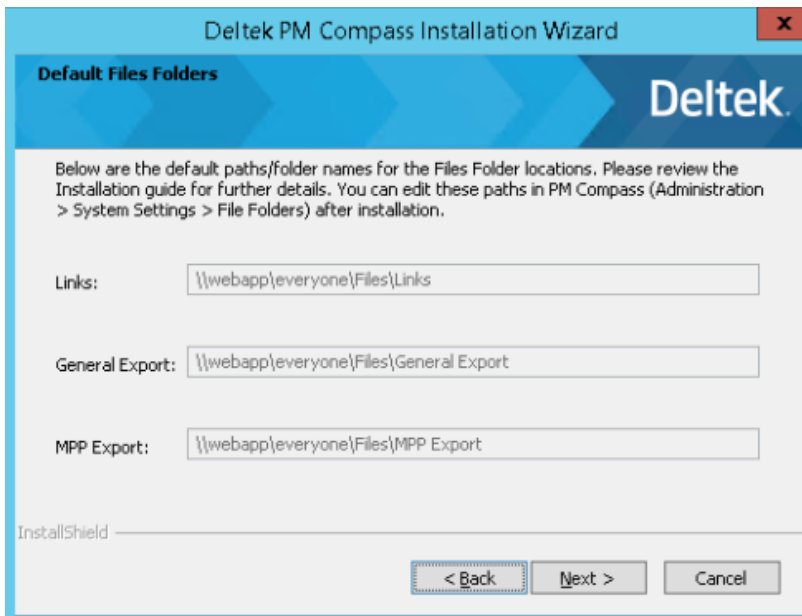 Deltek PM Compass Installation Wizard
x
Default Files Folders
Deltek.
Below are the default paths/folder names for the Files Folder locations. Please review the
Installation guide for further details. You can edit these paths in PM Compass (Administration
> System Settings > File Folders) after installation.
Links: \\webapp\everyone\Files\Links
General Export: \\webapp\everyone\Files\General Export
MPP Export: \\webapp\everyone\Files\MPP Export
InstallShield
< Back Next > Cancel